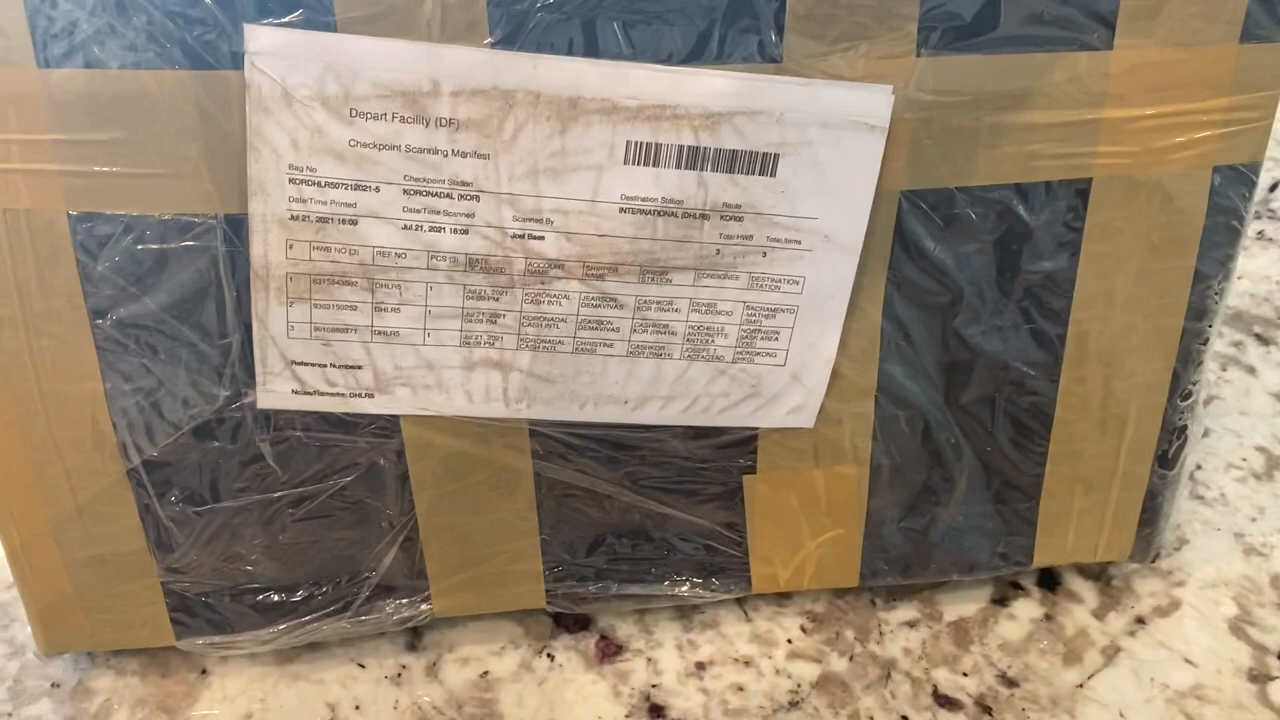 Depart Facility (DF)
Checkpoint Scanning Manifest
Bag No Checkpoint Station Destination Station Route
KORDHLR507212021-5 KORONADAL (KOR) INTERNATIONAL (DHLR5) KOR00
Date/Time Printed Date/Time Scanned Scanned By Total HWB Total Items
Jul 21, 2021 16:09 Jul 21, 2021 16:09 Joef Baen 3 3
# HWB NO (3) REF NO PCS (3) DATE SCANNED ACCOUNT NAME SHIPPER NAME ORIGIN STATION CONSIGNEE DESTINATION STATION
1 DHLR5 1 Jul 21, 2021 04:09 PM KORONADAL - CASH INTL JEARSON DEMAVIVAS CASHKOR - KOR (RN414) DENISE PRUDENCIO SACRAMENTO -MATHER (SMF)
2 9363150252 DHLR5 1 Jul 21, 2021 04:09 PM KORONADAL - CASH INTL JEARSON DEMAVIVAS CASHKOR - KOR (RN414) ROCHELLE ANTONETTE ANTIOLA NORTHERN SASK AREA (YXE)
3 DHLR5 1 Jul 21, 2021 04:09 PM KORONADAL - CASH INTL CHRISTINE KANSI CASHKOR - KOR (RN414) JOSEFE T LACTAOTAO HONGKONG (HKG)
Reference Numbers:
Notes/Remarks: DHLR5